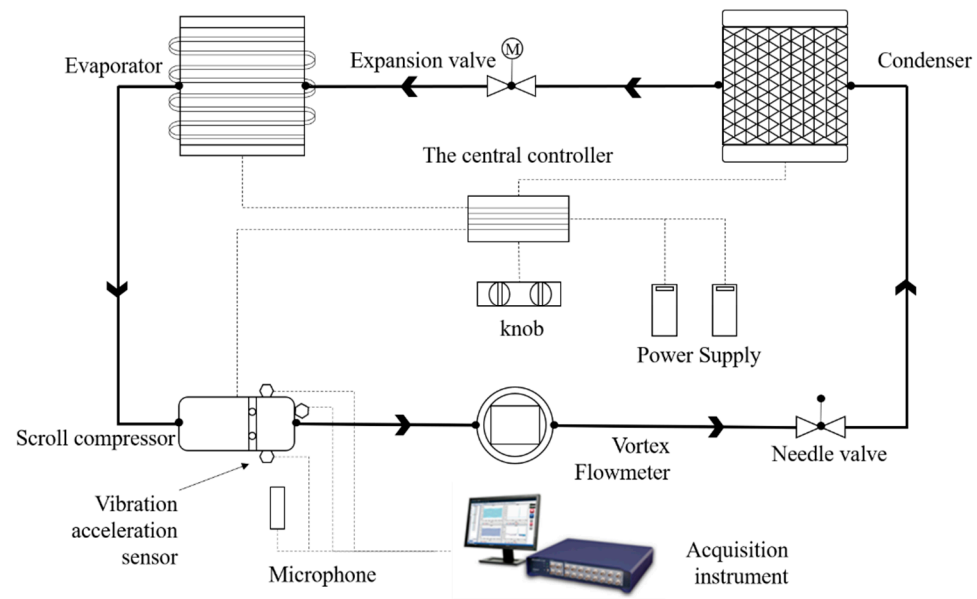 Evaporator
Expansion valve
M
Condenser
The central controller
knob
Power Supply
Scroll compressor
Vortex
Flowmeter
Needle valve
Vibration
acceleration
sensor
Microphone
Acquisition
instrument